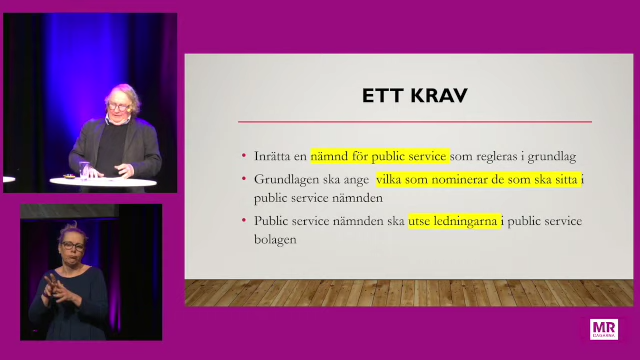 ETT KRAV
• Inrätta en nämnd för public service som regleras i grundlag
• Grundlagen ska ange vilka som nominerar de som ska sitta i
public service nämnden
• Public service nämnden ska utse ledningarna i public service
bolagen
MR
DAGARNA